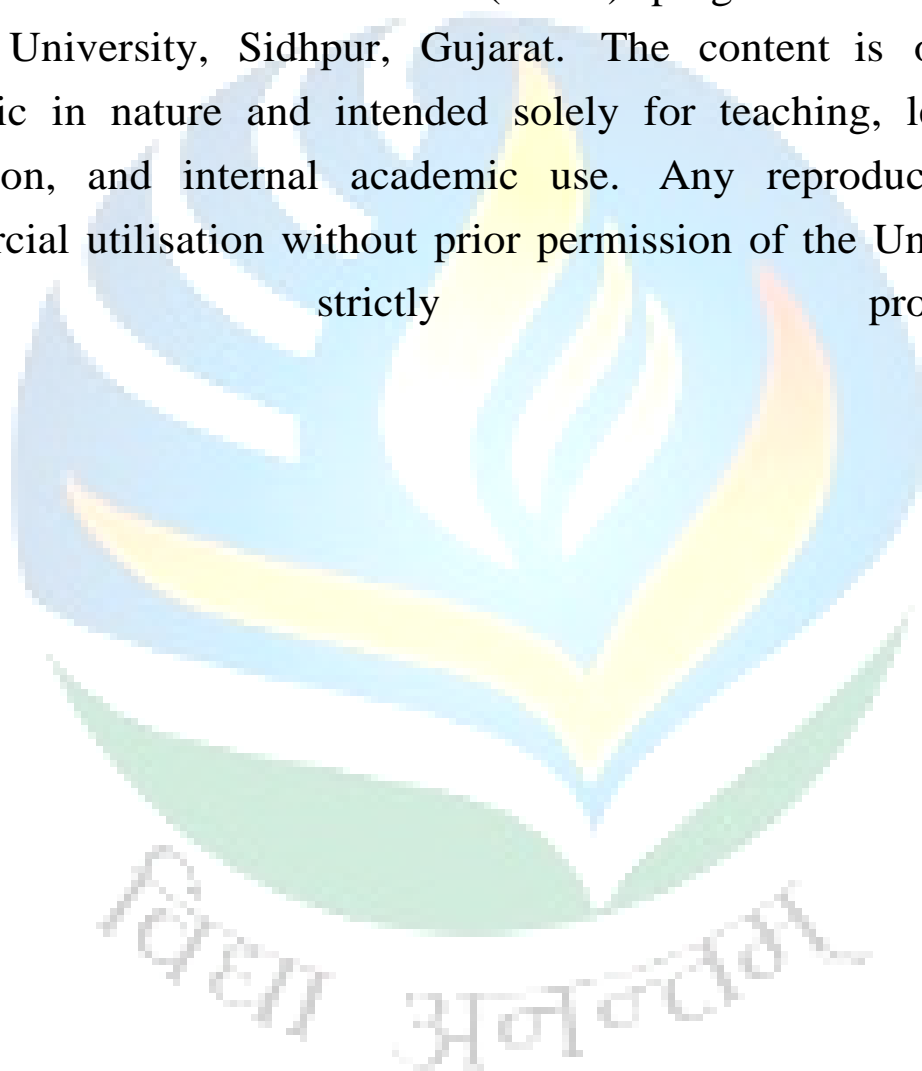 University, Sidhpur, Gujarat. The content is o
ic in nature and intended solely for teaching, le
on, and internal academic use. Any reproduc
rcial utilisation without prior permission of the Un
strictly pro
विद्या अनन्तम्